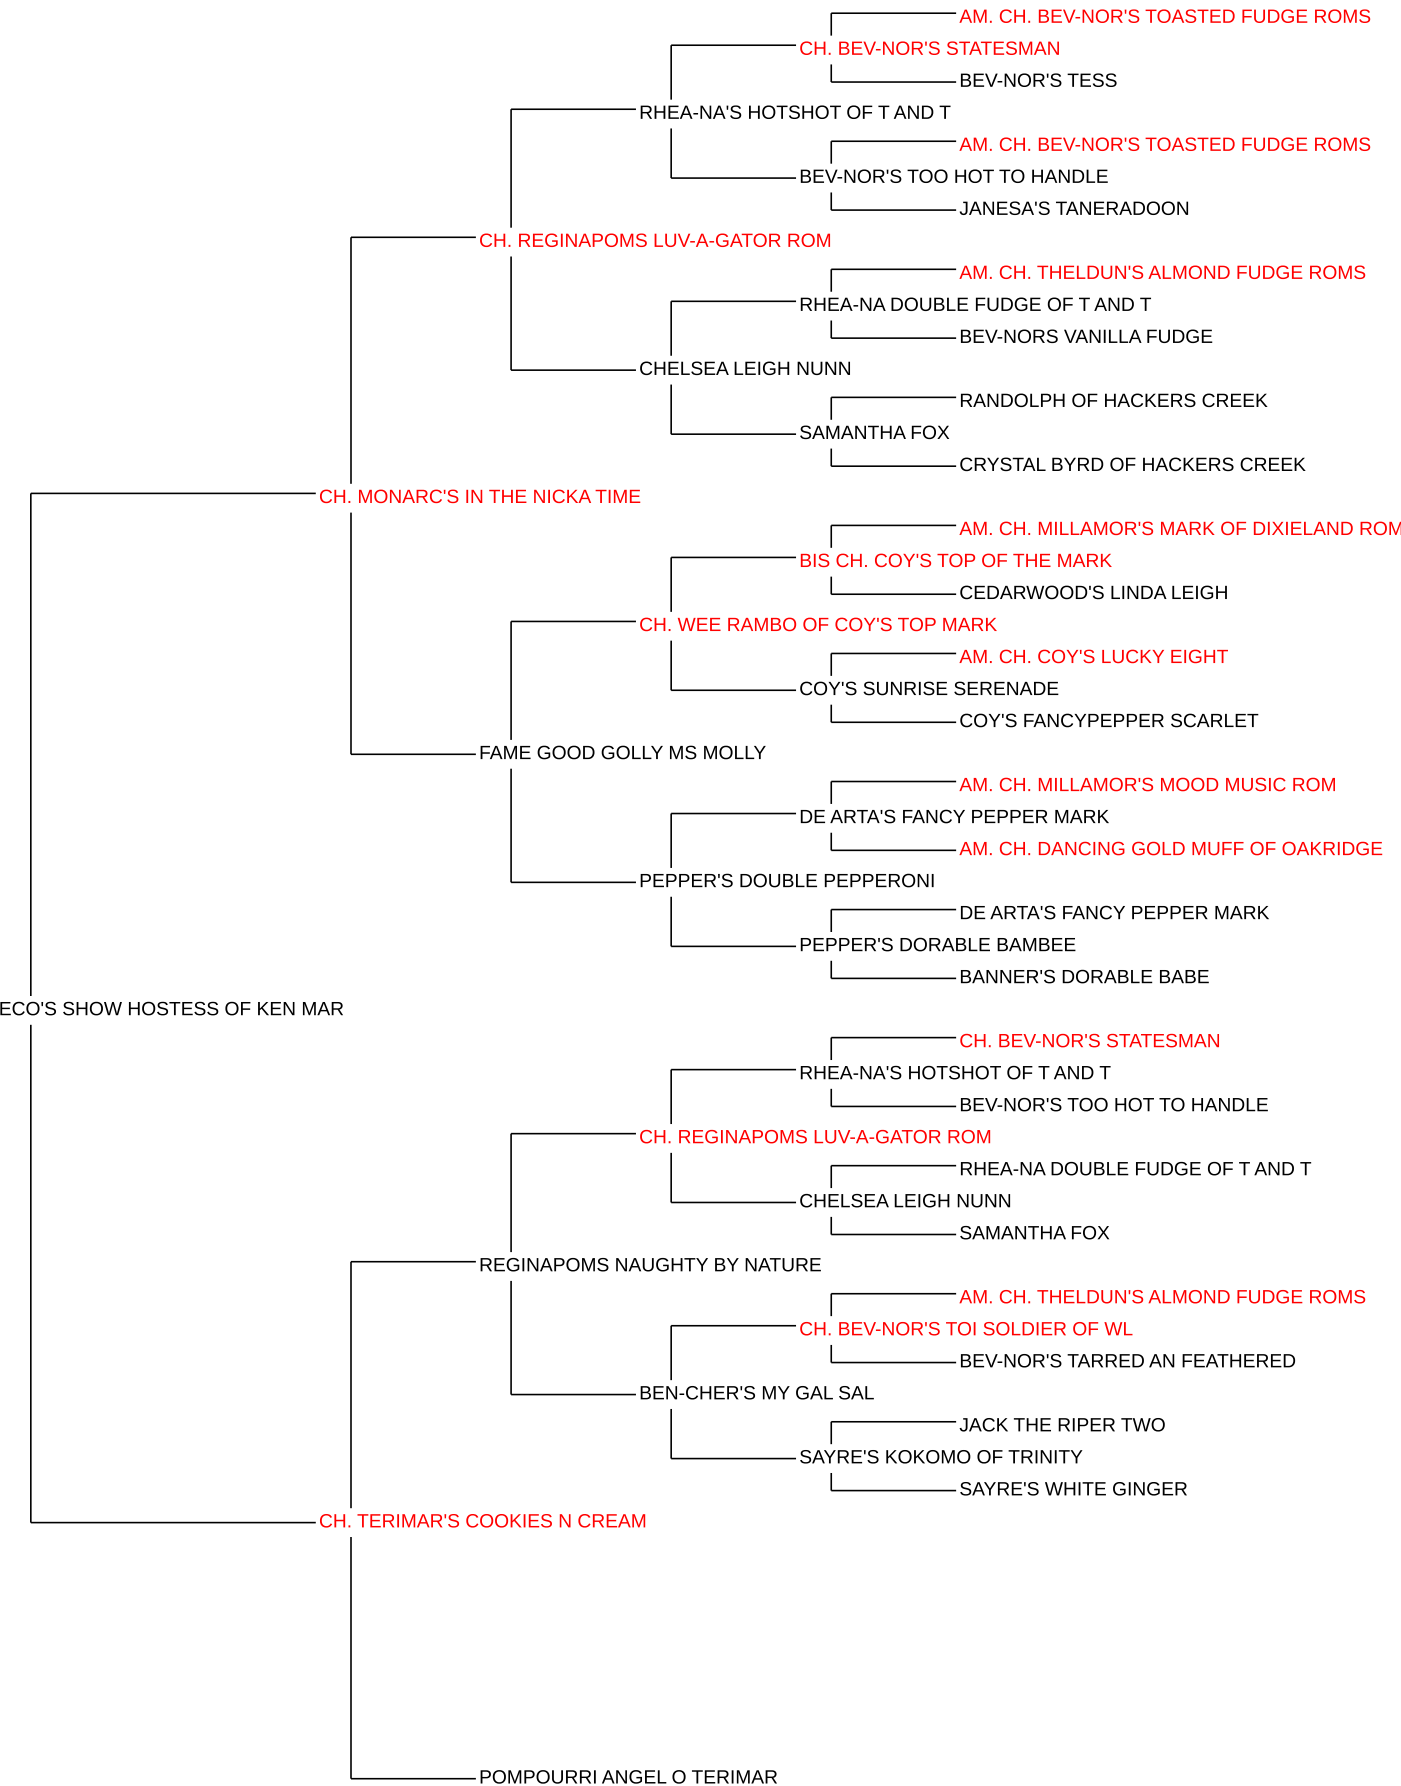 AM. CH. BEV-NOR'S TOASTED FUDGE ROMS
CH. BEV-NOR'S STATESMAN
BEV-NOR'S TESS
RHEA-NA'S HOTSHOT OF T AND T
AM. CH. BEV-NOR'S TOASTED FUDGE ROMS
BEV-NOR'S TOO HOT TO HANDLE
JANESA'S TANERADOON
CH. REGINAPOMS LUV-A-GATOR ROM
AM. CH. THELDUN'S ALMOND FUDGE ROMS
RHEA-NA DOUBLE FUDGE OF T AND T
BEV-NORS VANILLA FUDGE
CHELSEA LEIGH NUNN
RANDOLPH OF HACKERS CREEK
SAMANTHA FOX
CRYSTAL BYRD OF HACKERS CREEK
CH. MONARC'S IN THE NICKA TIME
AM. CH. MILLAMOR'S MARK OF DIXIELAND ROM
BIS CH. COY'S TOP OF THE MARK
CEDARWOOD'S LINDA LEIGH
CH. WEE RAMBO OF COY'S TOP MARK
AM. CH. COY'S LUCKY EIGHT
COY'S SUNRISE SERENADE
COY'S FANCYPEPPER SCARLET
FAME GOOD GOLLY MS MOLLY
AM. CH. MILLAMOR'S MOOD MUSIC ROM
DE ARTA'S FANCY PEPPER MARK
AM. CH. DANCING GOLD MUFF OF OAKRIDGE
PEPPER'S DOUBLE PEPPERONI
DE ARTA'S FANCY PEPPER MARK
PEPPER'S DORABLE BAMBEE
BANNER'S DORABLE BABE
ECO'S SHOW HOSTESS OF KEN MAR
CH. BEV-NOR'S STATESMAN
RHEA-NA'S HOTSHOT OF T AND T
BEV-NOR'S TOO HOT TO HANDLE
CH. REGINAPOMS LUV-A-GATOR ROM
RHEA-NA DOUBLE FUDGE OF T AND T
CHELSEA LEIGH NUNN
SAMANTHA FOX
REGINAPOMS NAUGHTY BY NATURE
AM. CH. THELDUN'S ALMOND FUDGE ROMS
CH. BEV-NOR'S TOI SOLDIER OF WL
BEV-NOR'S TARRED AN FEATHERED
BEN-CHER'S MY GAL SAL
JACK THE RIPER TWO
SAYRE'S KOKOMO OF TRINITY
SAYRE'S WHITE GINGER
CH. TERIMAR'S COOKIES N CREAM
POMPOURRI ANGEL O TERIMAR